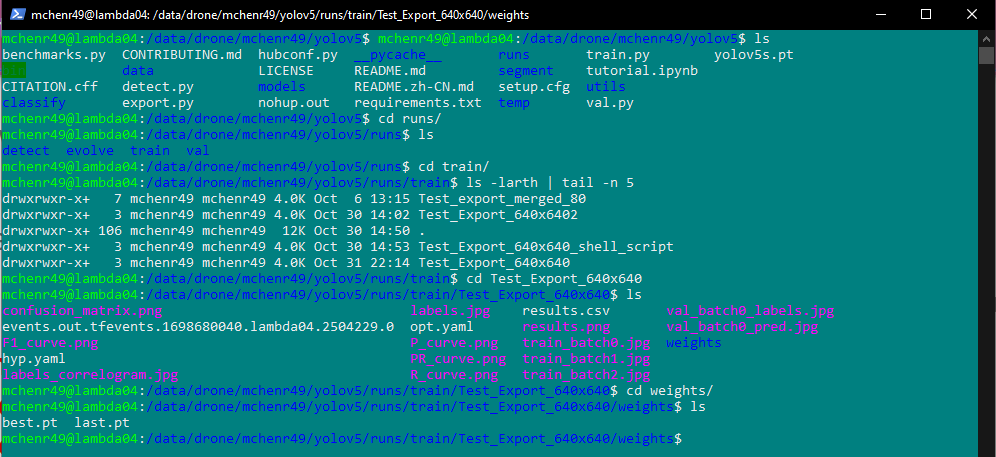 mchenr49@lambda04: /data/drone/mchenr49/yolov5/runs/train/Test_Export_640x640/weights
mchenr49@lambda04:/data/drone/mchenr49/yolov5$ mchenr49@lambda04:/data/drone/mchenr49/yolov5$ ls
benchmarks.py  CONTRIBUTING.md  hubconf.py  __pycache__       runs       train.py        yolov5s.pt
data             LICENSE     README.md         segment    tutorial.ipynb
CITATION.cff   detect.py        models      README.zh-CN.md   setup.cfg  utils
classify       export.py        nohup.out   requirements.txt  temp       val.py
mchenr49@lambda04:/data/drone/mchenr49/yolov5$ cd runs/
mchenr49@lambda04:/data/drone/mchenr49/yolov5/runs$ ls
detect  evolve  train  val
mchenr49@lambda04:/data/drone/mchenr49/yolov5/runs$ cd train/
mchenr49@lambda04:/data/drone/mchenr49/yolov5/runs/train$ ls -larth | tail -n 5
drwxrwxr-x+   7 mchenr49 mchenr49 4.0K Oct  6 13:15 Test_export_merged_80
drwxrwxr-x+   3 mchenr49 mchenr49 4.0K Oct 30 14:02 Test_Export_640x6402
drwxrwxr-x+ 106 mchenr49 mchenr49  12K Oct 30 14:50 .
drwxrwxr-x+   3 mchenr49 mchenr49 4.0K Oct 30 14:53 Test_Export_640x640_shell_script
drwxrwxr-x+   3 mchenr49 mchenr49 4.0K Oct 31 22:14 Test_Export_640x640
mchenr49@lambda04:/data/drone/mchenr49/yolov5/runs/train$ cd Test_Export_640x640
mchenr49@lambda04:/data/drone/mchenr49/yolov5/runs/train/Test_Export_640x640$ ls
confusion_matrix.png                              labels.jpg    results.csv       val_batch0_labels.jpg
events.out.tfevents.1698680040.lambda04.2504229.0  opt.yaml      results.png       val_batch0_pred.jpg
F1_curve.png                                      P_curve.png   train_batch0.jpg  weights
hyp.yaml                                          PR_curve.png  train_batch1.jpg
labels_correlogram.jpg                            R_curve.png   train_batch2.jpg
mchenr49@lambda04:/data/drone/mchenr49/yolov5/runs/train/Test_Export_640x640$ cd weights/
mchenr49@lambda04:/data/drone/mchenr49/yolov5/runs/train/Test_Export_640x640/weights$ ls
best.pt  last.pt
mchenr49@lambda04:/data/drone/mchenr49/yolov5/runs/train/Test_Export_640x640/weights$